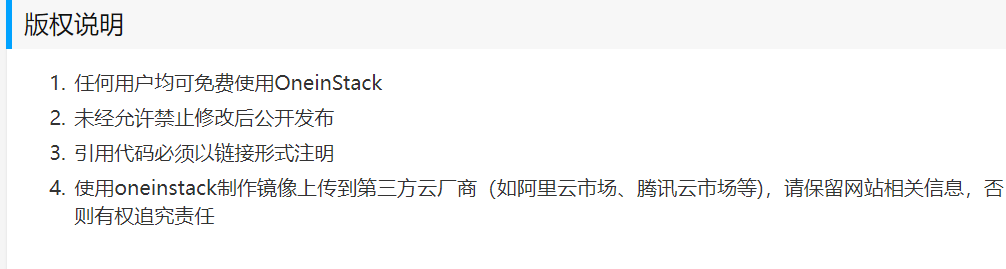 版权说明
1. 任何用户均可免费使用OneinStack
2. 未经允许禁止修改后公开发布
3. 引用代码必须以链接形式注明
4. 使用oneinstack制作镜像上传到第三方云厂商（如阿里云市场、腾讯云市场等)，请保留网站相关信息，否
则有权追究责任